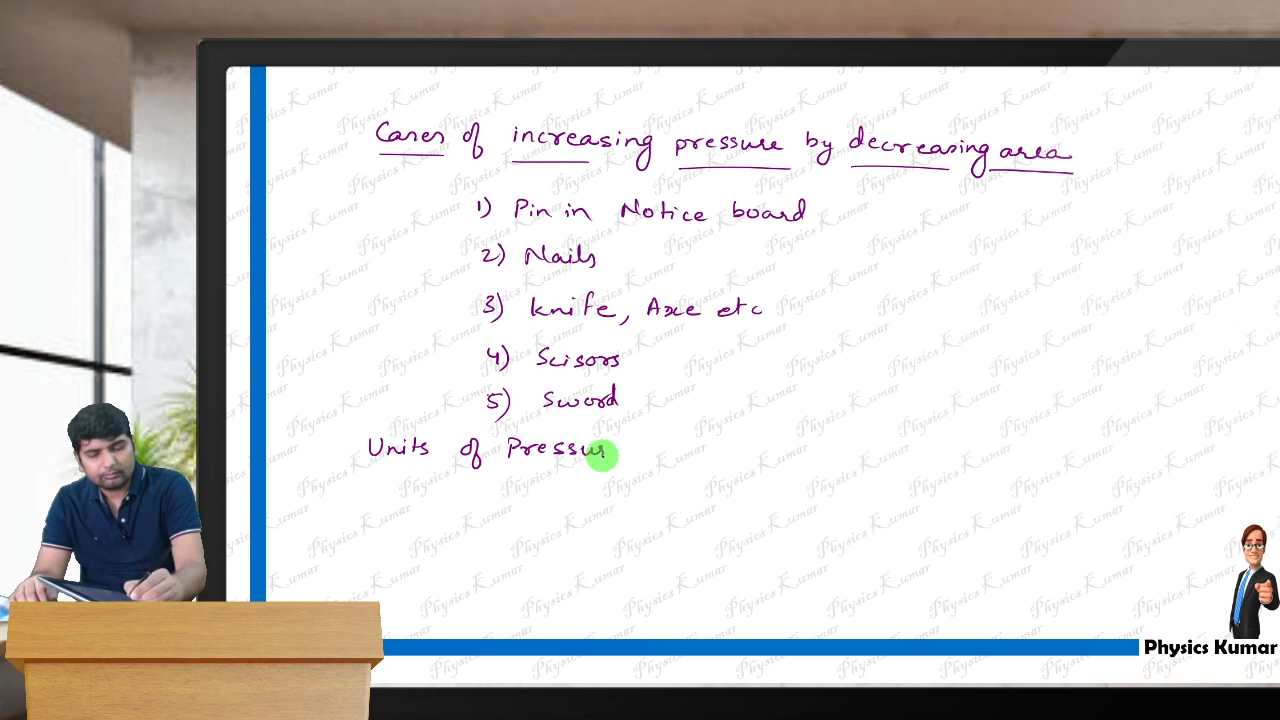 Cases of increasing pressure by decreasing area
1) Pin in Notice board
2) Nails
3) knife, Axe etc
4) Scisors
5) Sword
Units of Pressur
Physics Kumar